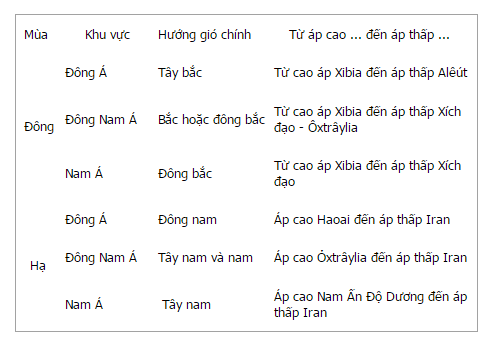 Mùa Khu vực Hướng gió chính Từ áp cao ... đến áp thấp ...
Đông Á Tây bắc Từ cao áp Xibia đến áp thấp Alêút
Đông
Đông Nam Á Bắc hoặc đông bắc Từ cao áp Xibia đến áp thấp Xích
đạo - Ôxtrâylia
Nam Á Đông bắc Từ cao áp Xibia đến áp thấp Xích
đạo
Đông Á Đông nam Áp cao Haoai đến áp thấp Iran
Hạ
Đông Nam Á Tây nam và nam Áp cao Ôxtrâylia đến áp thấp Iran
Nam Á Tây nam Áp cao Nam Ấn Độ Dương đến áp
thấp Iran